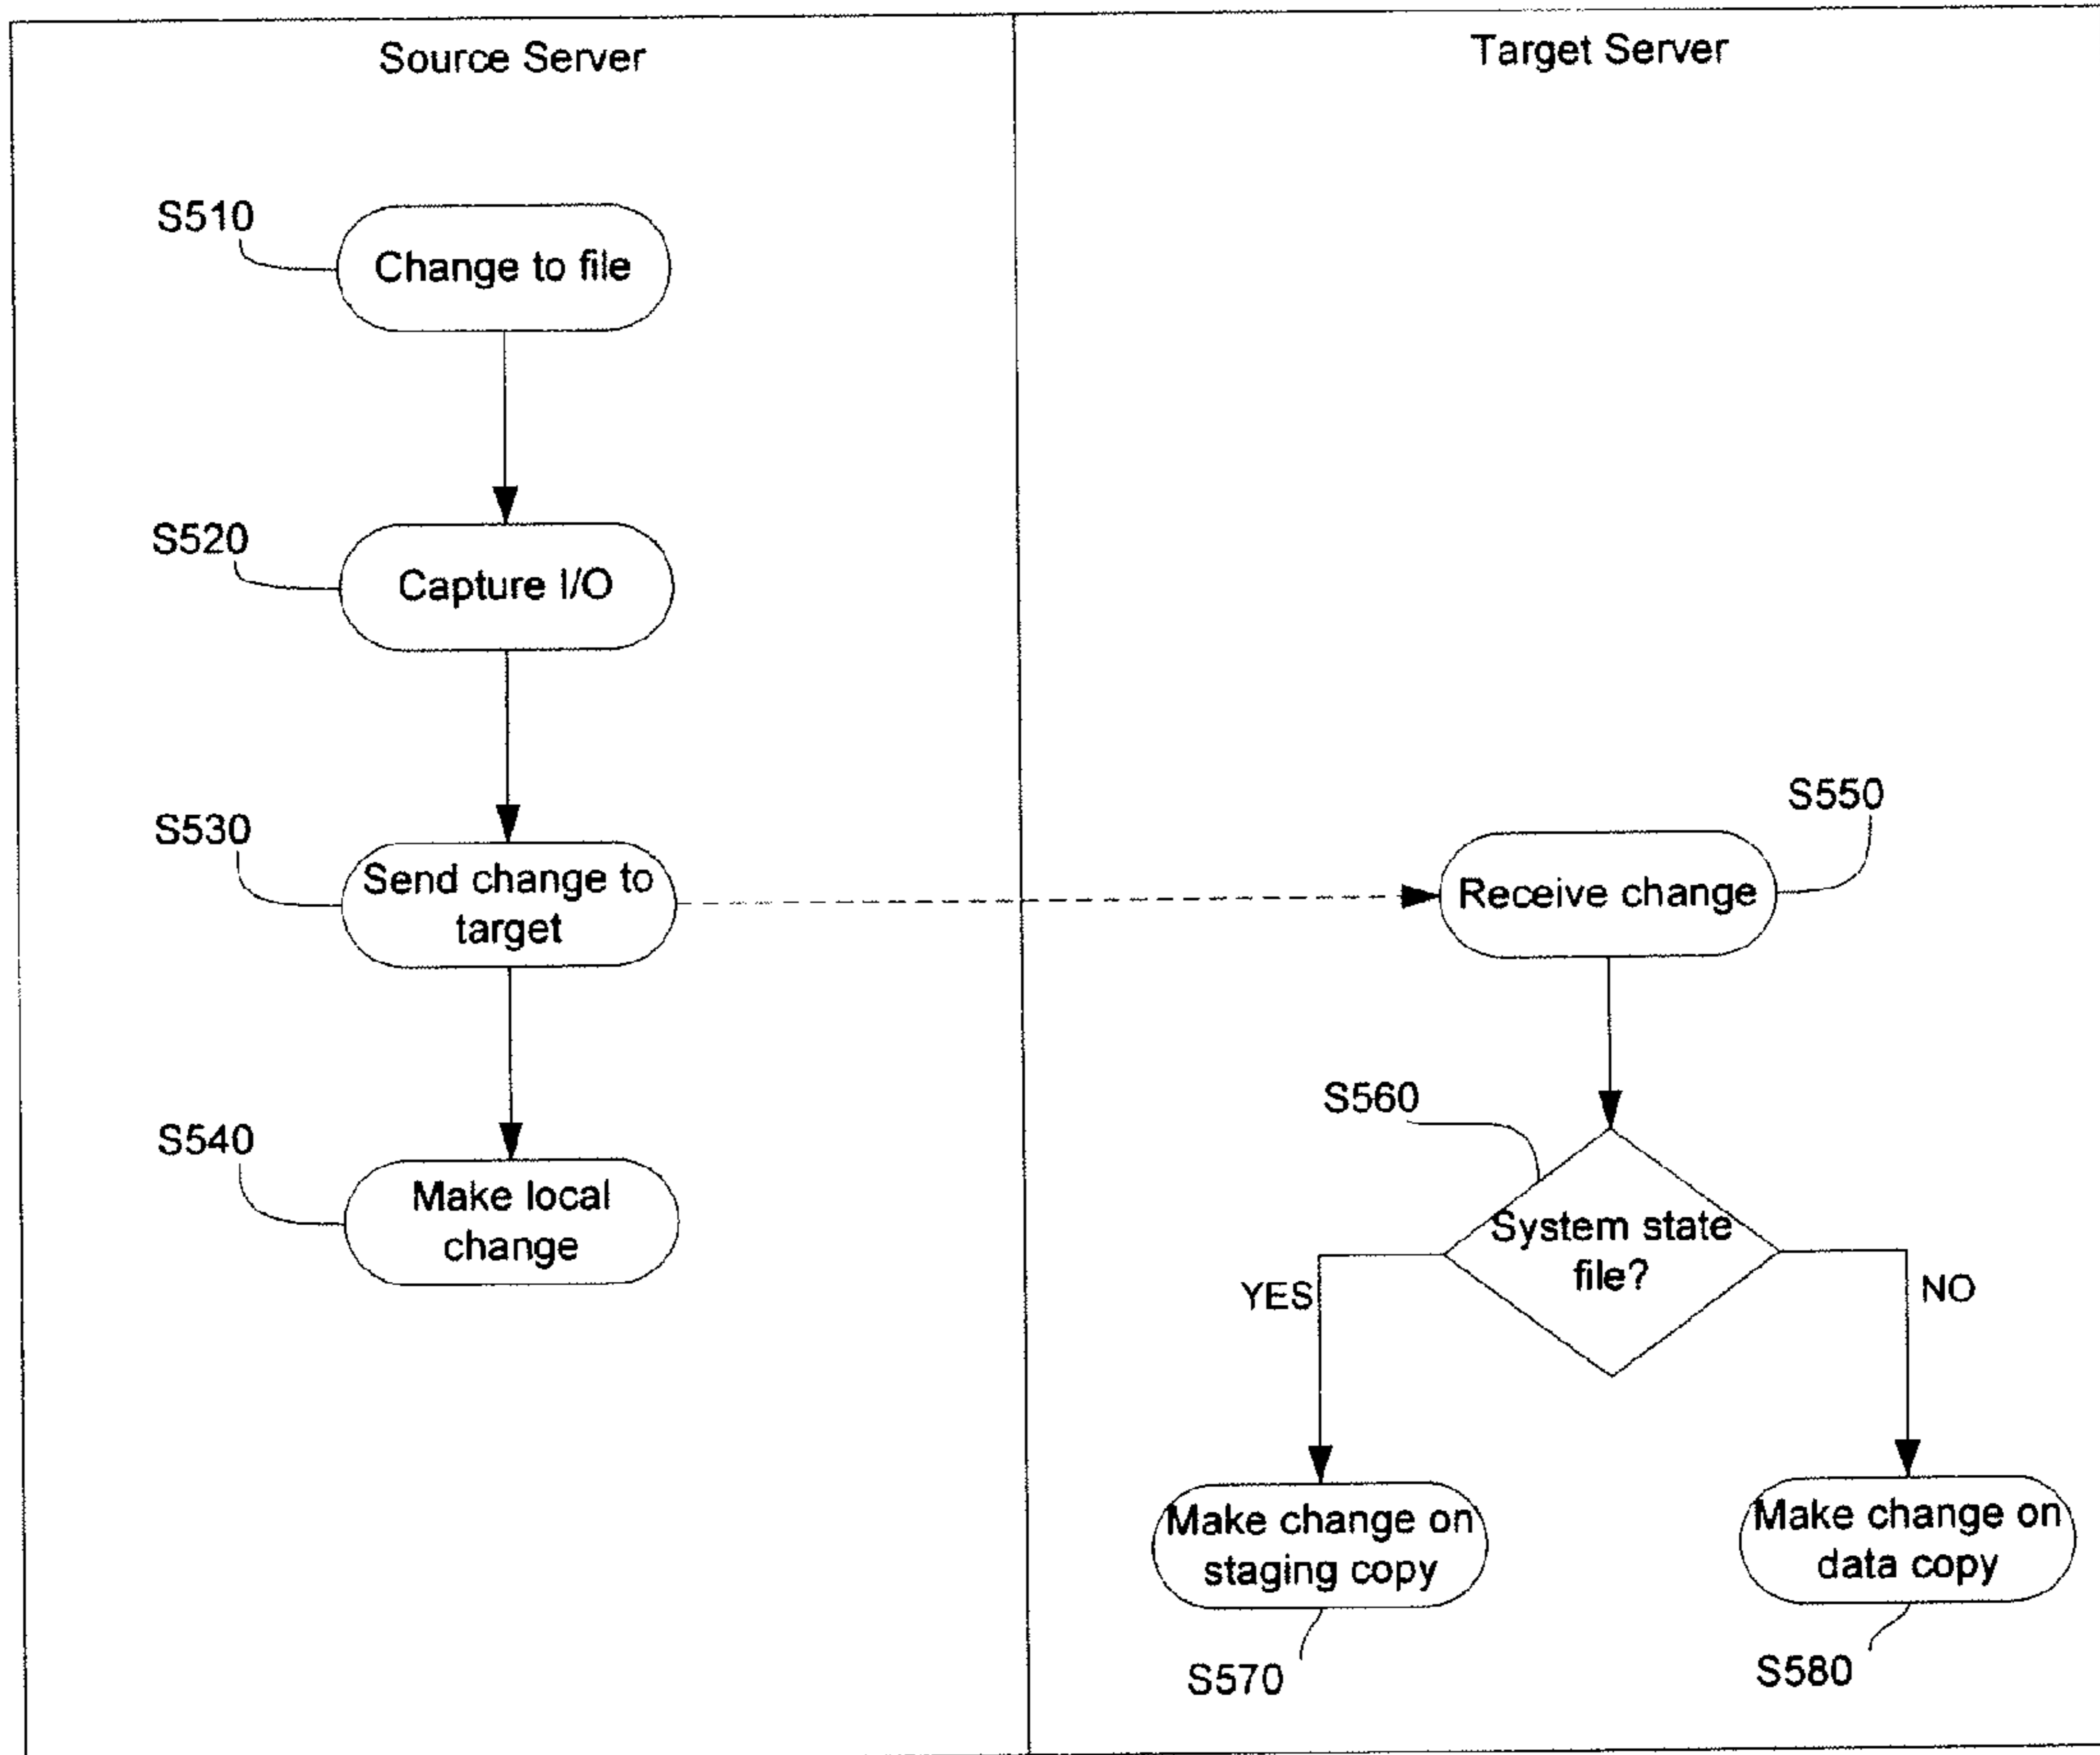 Source Server
Target Server
S510
Change to file
S520
Capture I/O
S530
Send change to
target
S540
Make local
change
S550
Receive change
S560
System state
file?
YES
NO
Make change on
staging copy
S570
Make change on
data copy
S580